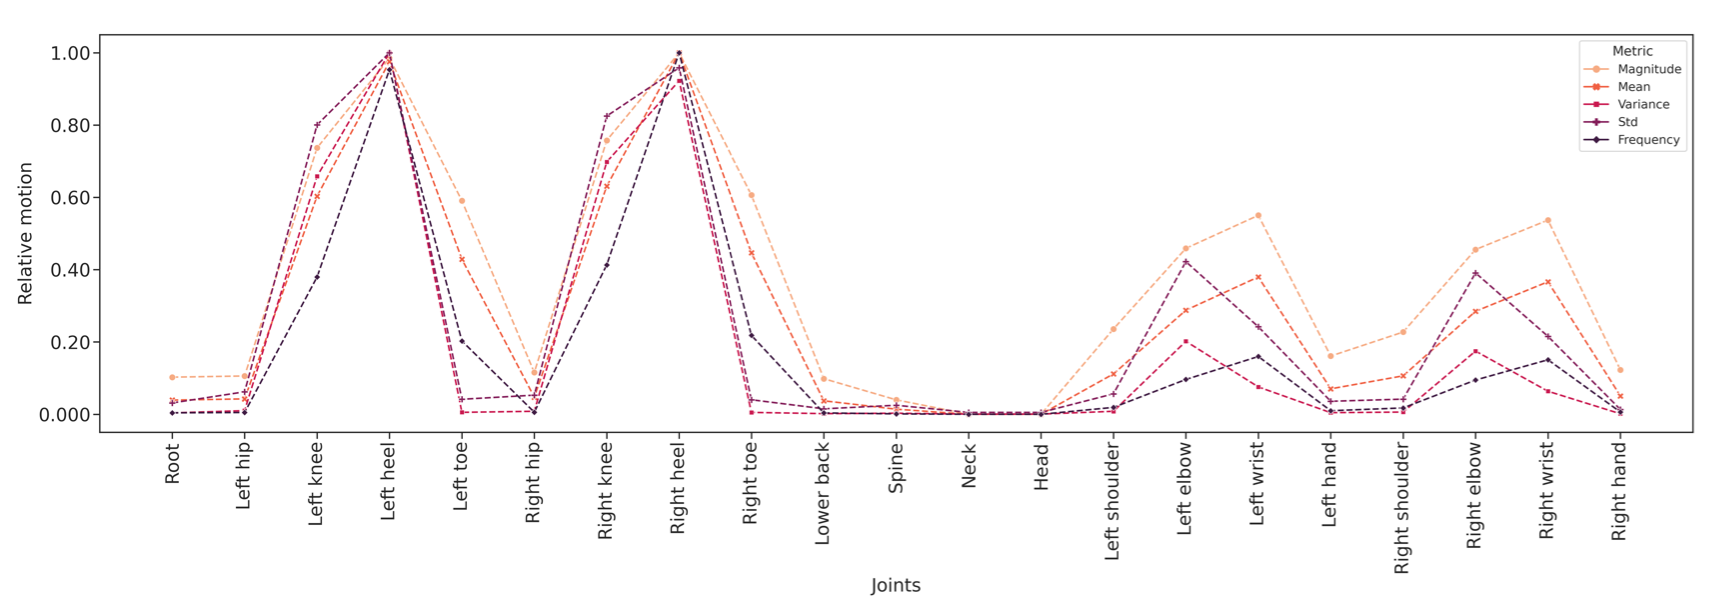 Relative motion
1.00
0.80
0.60
0.40
0.20
0.000
Metric
Magnitude
Mean
Variance
Std
Frequency
Root
Left hip
Left knee
Left heel
Left toe
Right hip
Right knee
Right heel
Right toe
Lower back
Spine
Neck
Head
Left shoulder
Left elbow
Left wrist
Left hand
Right shoulder
Right elbow
Right wrist
Right hand
Joints